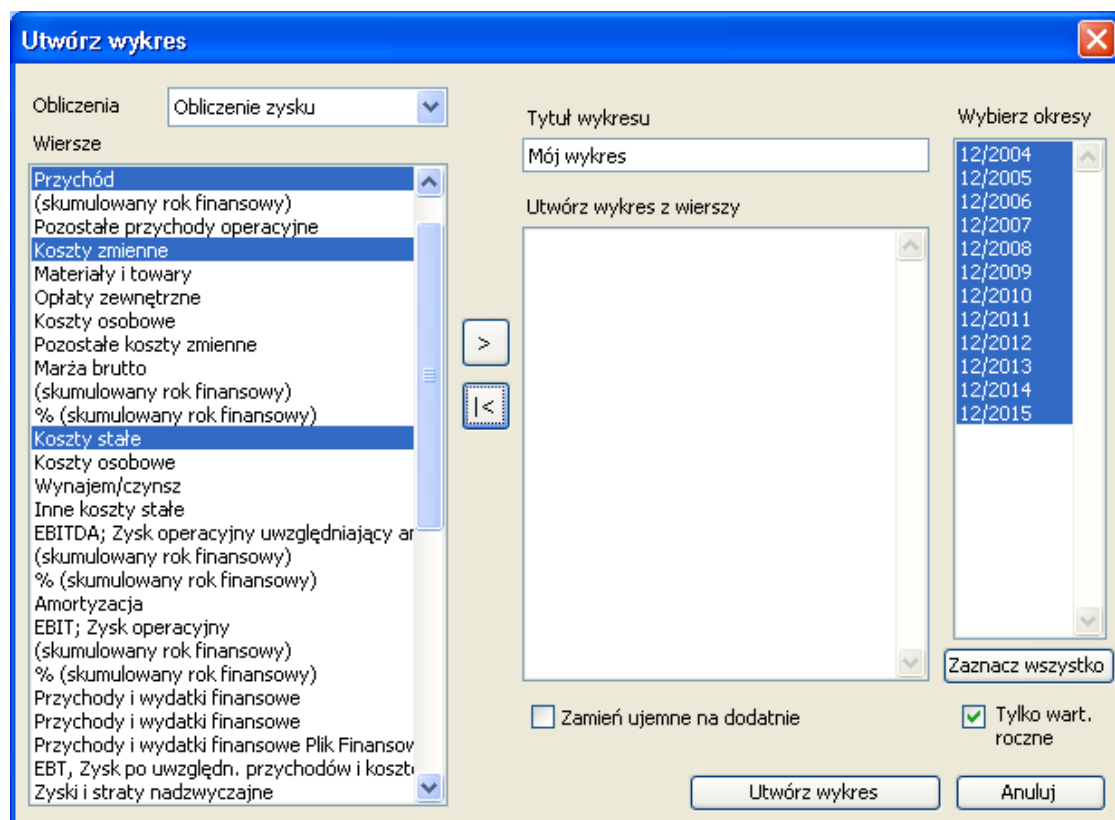 Utwórz wykres
Obliczenia
Obliczenie zysku
Wiersze
Przychód
(skumulowany rok finansowy)
Pozostałe przychody operacyjne
Koszty zmienne
Materiały i towary
Opłaty zewnętrzne
Koszty osobowe
Pozostałe koszty zmienne
Marża brutto
(skumulowany rok finansowy)
% (skumulowany rok finansowy)
Koszty stałe
Koszty osobowe
Wynajem/czynsz
Inne koszty stałe
EBITDA; Zysk operacyjny uwzględniający ar
(skumulowany rok finansowy)
% (skumulowany rok finansowy)
Amortyzacja
EBIT; Zysk operacyjny
(skumulowany rok finansowy)
% (skumulowany rok finansowy)
Przychody i wydatki finansowe
Przychody i wydatki finansowe
Przychody i wydatki finansowe Plik Finansow
EBT, Zysk po uwzględn. przychodów i koszto
Zyski i straty nadzwyczajne
>
|<
Tytuł wykresu
Mój wykres
Utwórz wykres z wierszy
Zamień ujemne na dodatnie
Utwórz wykres
Wybierz okresy
12/2004
12/2005
12/2006
12/2007
12/2008
12/2009
12/2010
12/2011
12/2012
12/2013
12/2014
12/2015
Zaznacz wszystko
Tylko wart.
roczne
Anuluj